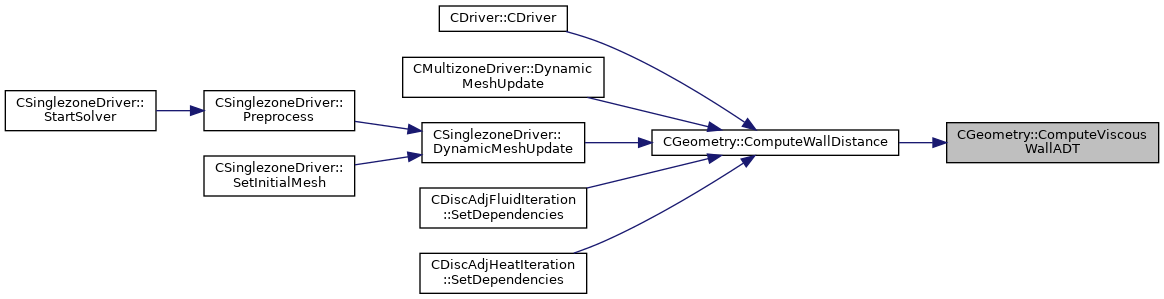 CDriver::CDriver
CMultizoneDriver::Dynamic
MeshUpdate
CSinglezoneDriver::
StartSolver
CSinglezoneDriver::
Preprocess
CSinglezoneDriver::
DynamicMeshUpdate
CGeometry::ComputeWallDistance
CGeometry::ComputeViscous
WallADT
CSinglezoneDriver::
SetInitialMesh
CDiscAdjFluidIteration
::SetDependencies
CDiscAdjHeatIteration
::SetDependencies